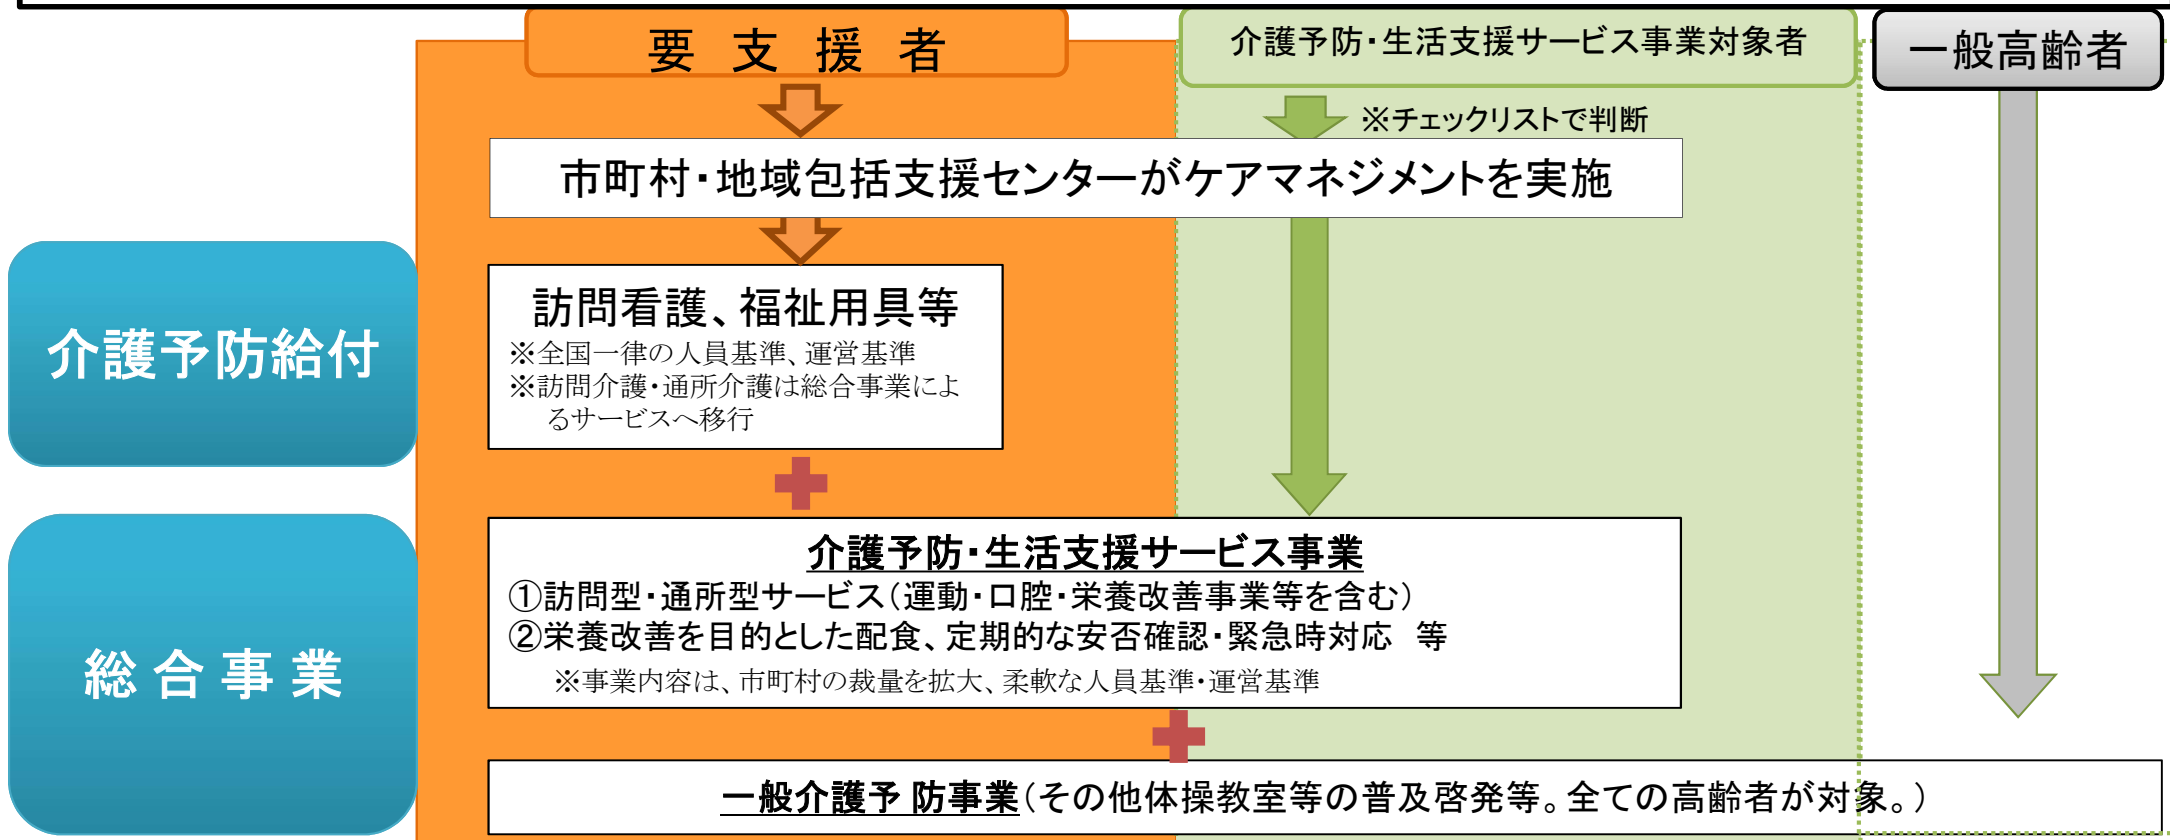 要 支 援 者
介護予防・生活支援サービス事業対象者
一般高齢者
※チェックリストで判断
市町村・地域包括支援センターがケアマネジメントを実施
介護予防給付
訪問看護、福祉用具等
※全国一律の人員基準、運営基準
※訪問介護・通所介護は総合事業によ
るサービスへ移行
総 合 事 業
介護予防・生活支援サービス事業
①訪問型・通所型サービス（運動・口腔・栄養改善事業等を含む）
②栄養改善を目的とした配食、定期的な安否確認・緊急時対応　等
※事業内容は、市町村の裁量を拡大、柔軟な人員基準・運営基準
一般介護予 防事業（その他体操教室等の普及啓発等。全ての高齢者が対象。）